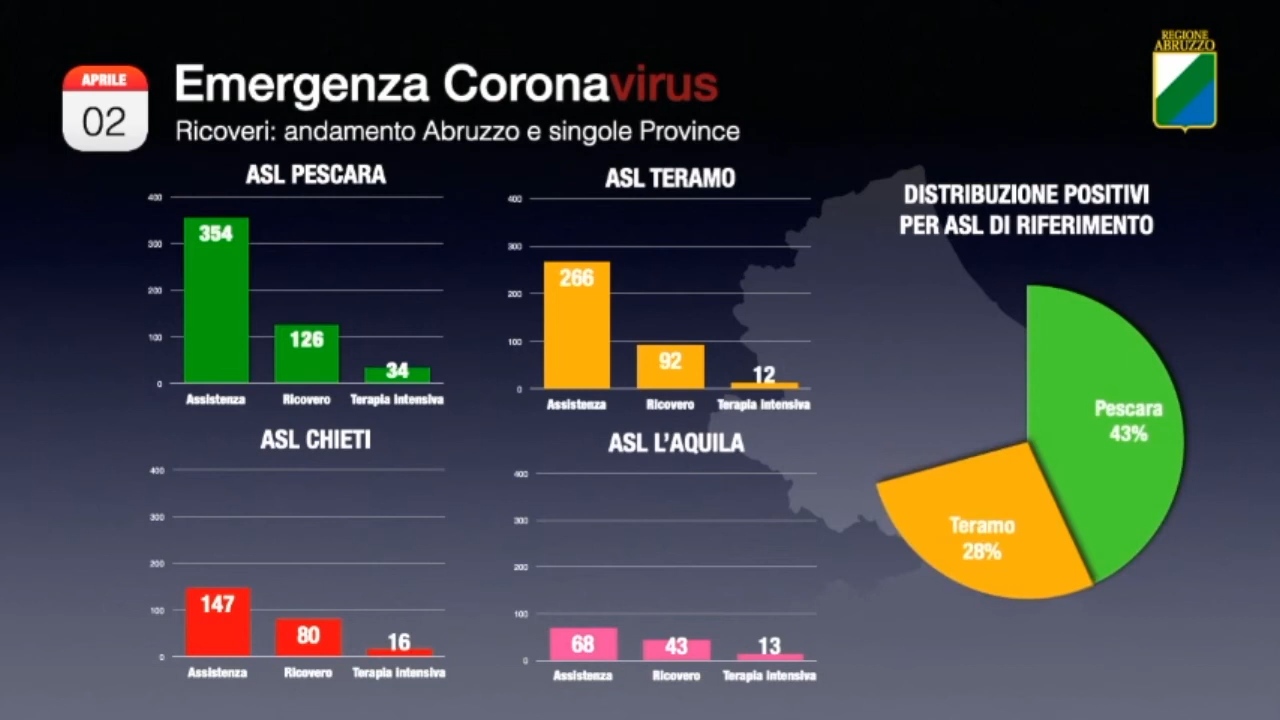 REGIONE
ABRUZZO
APRILE
02
Emergenza Coronavirus
Ricoveri: andamento Abruzzo e singole Province
ASL PESCARA
400
300
200
100
0
354
126
34
Assistenza Ricovero Terapia Intensiva
ASL TERAMO
400
300
200
100
0
266
92
12
Assistenza Ricovero Terapia Intensiva
ASL CHIETI
400
300
200
100
0
147
80
16
Assistenza Ricovero Terapia Intensiva
ASL L'AQUILA
400
300
200
100
0
68
43
13
Assistenza Ricovero Terapia Intensiva
DISTRIBUZIONE POSITIVI
PER ASL DI RIFERIMENTO
Pescara
43%
Teramo
28%